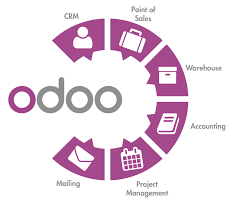 CRM
Point of
Sales
Warehouse
odoo
Accounting
Mailing
Project
Management